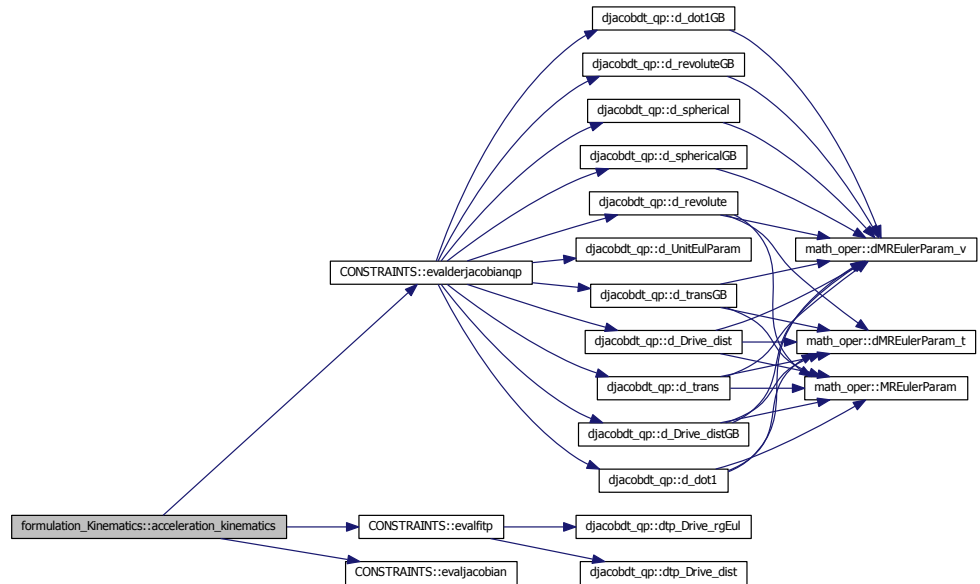 djacobdt_qp::d_dot1GB
djacobdt_qp::d_revoluteGB
djacobdt_qp::d_spherical
djacobdt_qp::d_sphericalGB
djacobdt_qp::d_revolute
djacobdt_qp::d_UnitEulParam
math_oper::dMREulerParam_v
CONSTRAINTS::evalderjacobianqp
djacobdt_qp::d_transGB
djacobdt_qp::d_Drive_dist
math_oper::dMREulerParam_t
djacobdt_qp::d_trans
math_oper::MREulerParam
djacobdt_qp::d_Drive_distGB
djacobdt_qp::d_dot1
formulation_Kinematics::acceleration_kinematics
CONSTRAINTS::evalfitp
djacobdt_qp::dtp_Drive_rgEul
CONSTRAINTS::evaljacobian
djacobdt_qp::dtp_Drive_dist